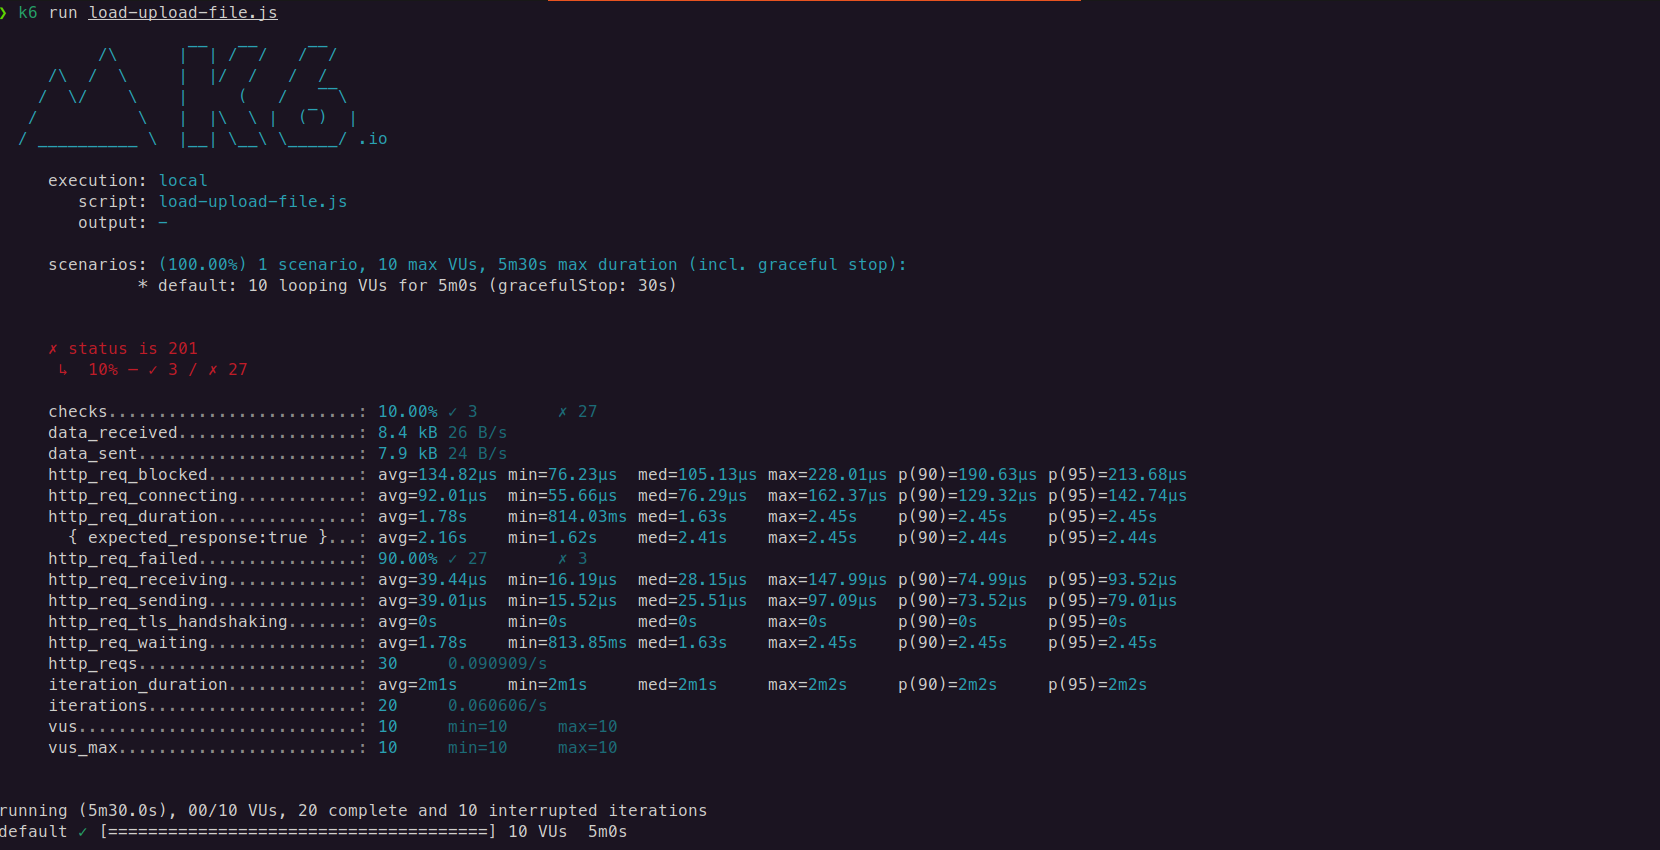 ❯ k6 run load-upload-file.js
          /\      |‾‾| /‾‾/   /‾‾/
     /\  /  \     |  |/  /   /  /
    /  \/    \    |     (   /   ‾‾\
   /          \   |  |\  \ |  (‾)  |
  / __________ \  |__| \__\ \_____/ .io
execution: local
script: load-upload-file.js
output: -
scenarios: (100.00%) 1 scenario, 10 max VUs, 5m30s max duration (incl. graceful stop):
* default: 10 looping VUs for 5m0s (gracefulStop: 30s)
✗ status is 201
↳  10% — ✓ 3 / ✗ 27
checks.........................: 10.00% ✓ 3        ✗ 27
data_received..................: 8.4 kB 26 B/s
data_sent......................: 7.9 kB 24 B/s
http_req_blocked...............: avg=134.82µs min=76.23µs  med=105.13µs max=228.01µs p(90)=190.63µs p(95)=213.68µs
http_req_connecting............: avg=92.01µs  min=55.66µs  med=76.29µs  max=162.37µs p(90)=129.32µs p(95)=142.74µs
http_req_duration..............: avg=1.78s    min=814.03ms med=1.63s    max=2.45s    p(90)=2.45s    p(95)=2.45s
{ expected_response:true }...: avg=2.16s    min=1.62s    med=2.41s    max=2.45s    p(90)=2.44s    p(95)=2.44s
http_req_failed................: 90.00% ✓ 27       ✗ 3
http_req_receiving.............: avg=39.44µs  min=16.19µs  med=28.15µs  max=147.99µs p(90)=74.99µs  p(95)=93.52µs
http_req_sending...............: avg=39.01µs  min=15.52µs  med=25.51µs  max=97.09µs  p(90)=73.52µs  p(95)=79.01µs
http_req_tls_handshaking.......: avg=0s       min=0s       med=0s       max=0s       p(90)=0s       p(95)=0s
http_req_waiting...............: avg=1.78s    min=813.85ms med=1.63s    max=2.45s    p(90)=2.45s    p(95)=2.45s
http_reqs......................: 30     0.090909/s
iteration_duration.............: avg=2m1s     min=2m1s     med=2m1s     max=2m2s     p(90)=2m2s     p(95)=2m2s
iterations.....................: 20     0.060606/s
vus............................: 10     min=10     max=10
vus_max........................: 10     min=10     max=10
running (5m30.0s), 00/10 VUs, 20 complete and 10 interrupted iterations
default ✓ [======================================] 10 VUs  5m0s